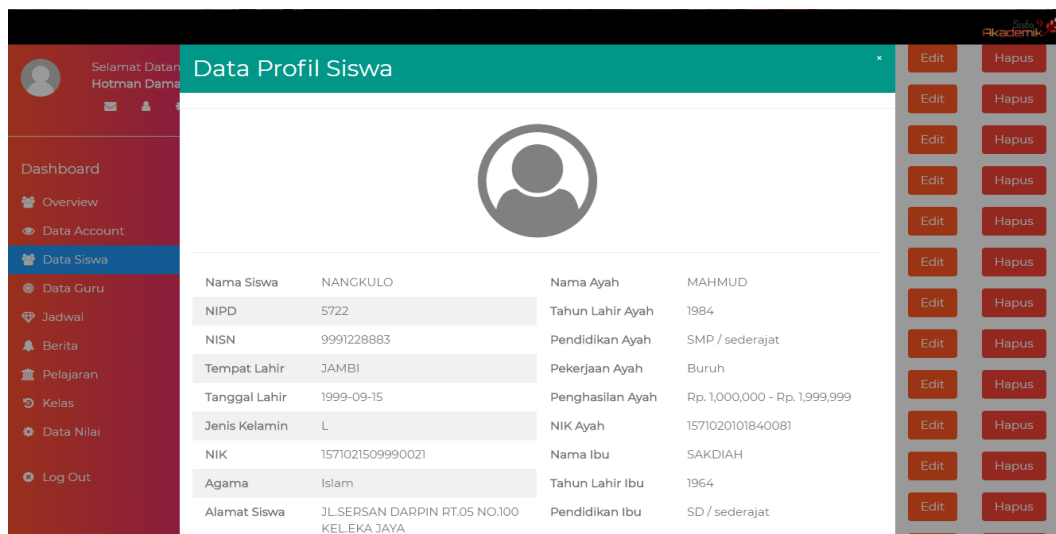 Sisfo
Akademik
Selamat Datan
Hotman Dama
Data Profil Siswa
×
Edit Hapus
Edit Hapus
Edit Hapus
Edit Hapus
Edit Hapus
Edit Hapus
Edit Hapus
Edit Hapus
Edit Hapus
Edit Hapus
Edit Hapus
Edit Hapus
Dashboard
Overview
Data Account
Data Siswa
Data Guru
Jadwal
Berita
Pelajaran
Kelas
Data Nilai
Log Out
Nama Siswa NANGKULO
NIPD 5722
NISN 9991228883
Tempat Lahir JAMBI
Tanggal Lahir 1999-09-15
Jenis Kelamin L
NIK 1571021509990021
Agama Islam
Alamat Siswa JL.SERSAN DARPIN RT.05 NO.100
KEL.EKA JAYA
Nama Ayah MAHMUD
Tahun Lahir Ayah 1984
Pendidikan Ayah SMP / sederajat
Pekerjaan Ayah Buruh
Penghasilan Ayah Rp. 1,000,000 - Rp. 1,999,999
NIK Ayah 1571020101840081
Nama Ibu SAKDIAH
Tahun Lahir Ibu 1964
Pendidikan Ibu SD / sederajat